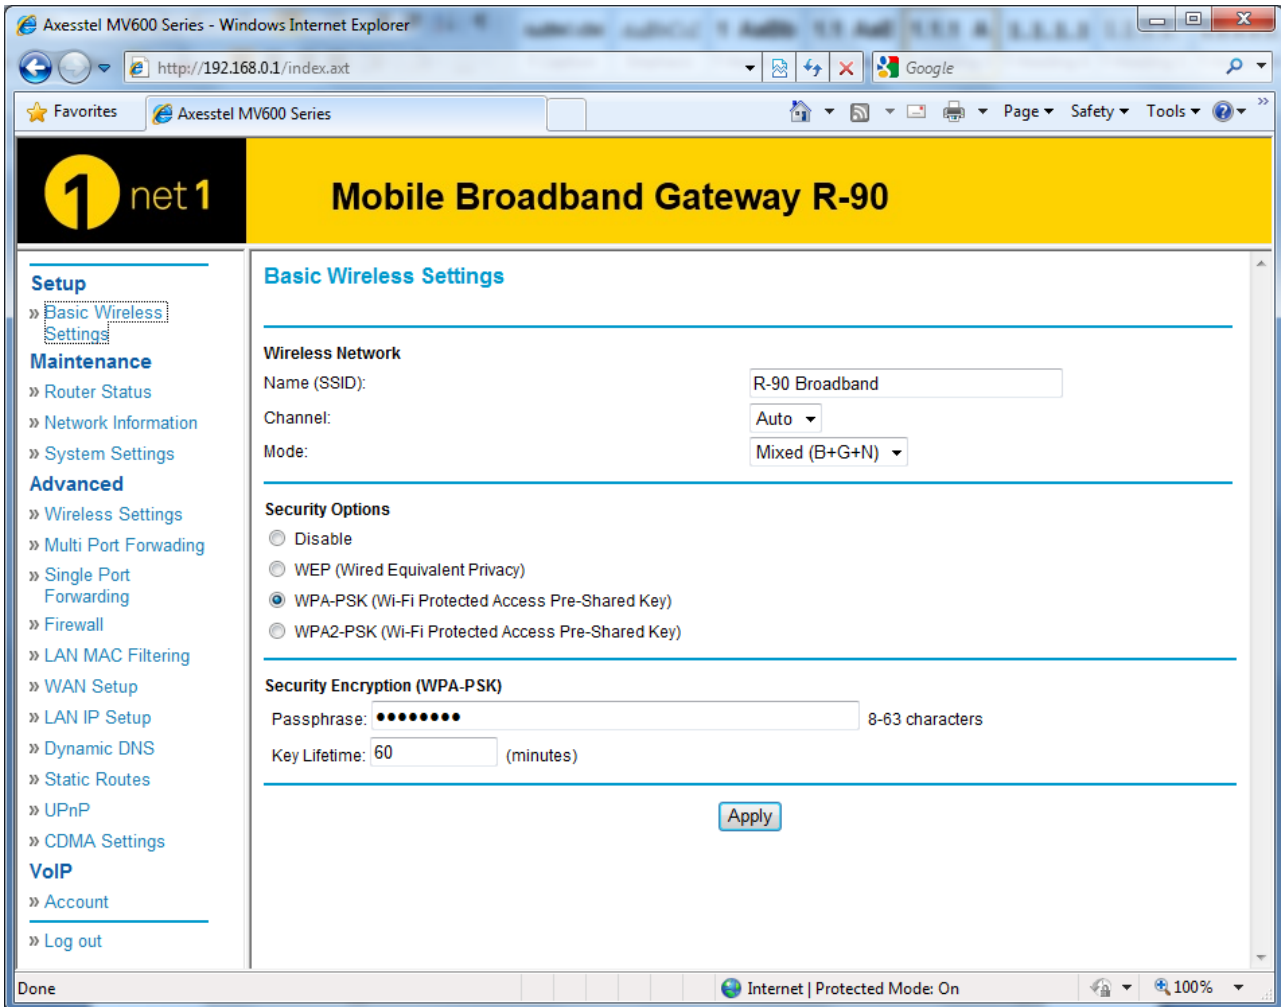 Axesstel MV600 Series - Windows Internet Explorer
http://192.168.0.1/index.axt
Google
Favorites
Axesstel MV600 Series
Page
Safety
Tools
»
1 net1
Mobile Broadband Gateway R-90
Setup
» Basic Wireless
Settings
Maintenance
» Router Status
» Network Information
» System Settings
Advanced
» Wireless Settings
» Multi Port Forwading
» Single Port
Forwarding
» Firewall
» LAN MAC Filtering
» WAN Setup
» LAN IP Setup
» Dynamic DNS
» Static Routes
» UPnP
» CDMA Settings
VoIP
» Account
» Log out
Basic Wireless Settings
Wireless Network
Name (SSID): R-90 Broadband
Channel: Auto
Mode: Mixed (B+G+N)
Security Options
Disable
WEP (Wired Equivalent Privacy)
WPA-PSK (Wi-Fi Protected Access Pre-Shared Key)
WPA2-PSK (Wi-Fi Protected Access Pre-Shared Key)
Security Encryption (WPA-PSK)
Passphrase: •••••••• 8-63 characters
Key Lifetime: 60 (minutes)
Apply
Done
Internet | Protected Mode: On
100%